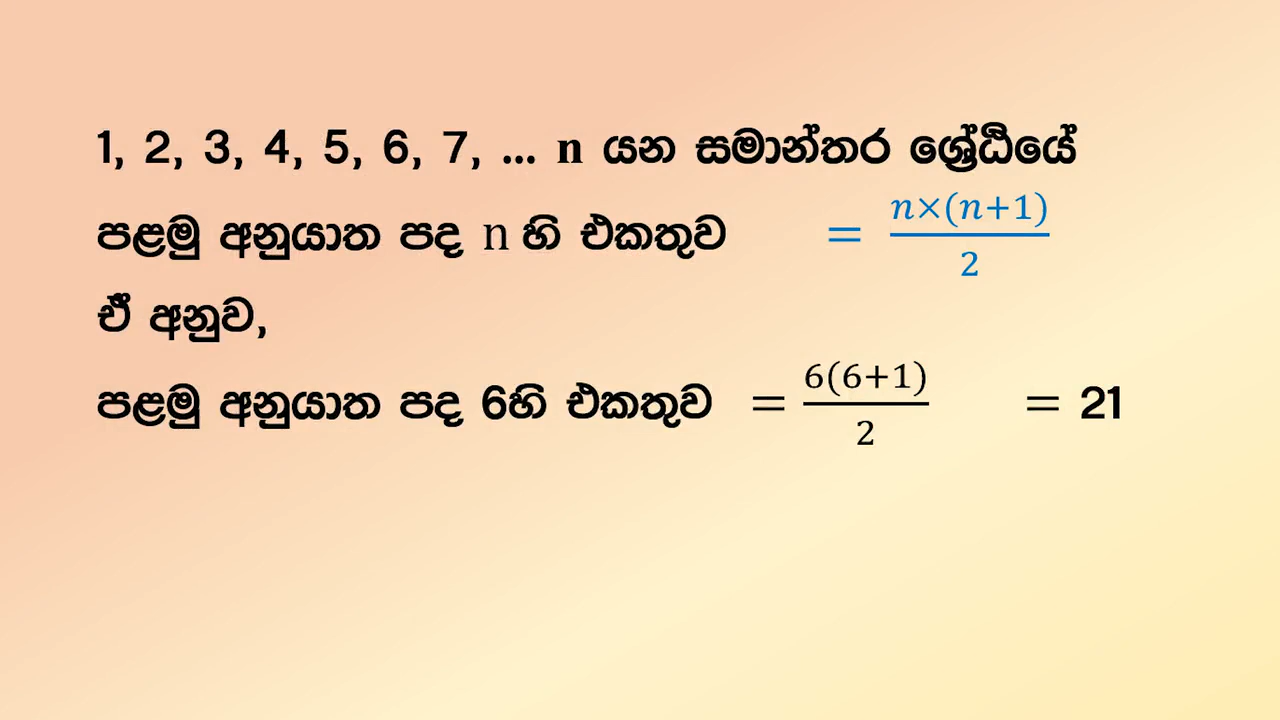 1, 2, 3, 4, 5, 6, 7, ... n යන සමාන්තර ශ්‍රේඪියේ
පළමු අනුයාත පද n හි එකතුව = n×(n+1)/2
ඒ අනුව,
පළමු අනුයාත පද 6හි එකතුව = 6(6+1)/2 = 21